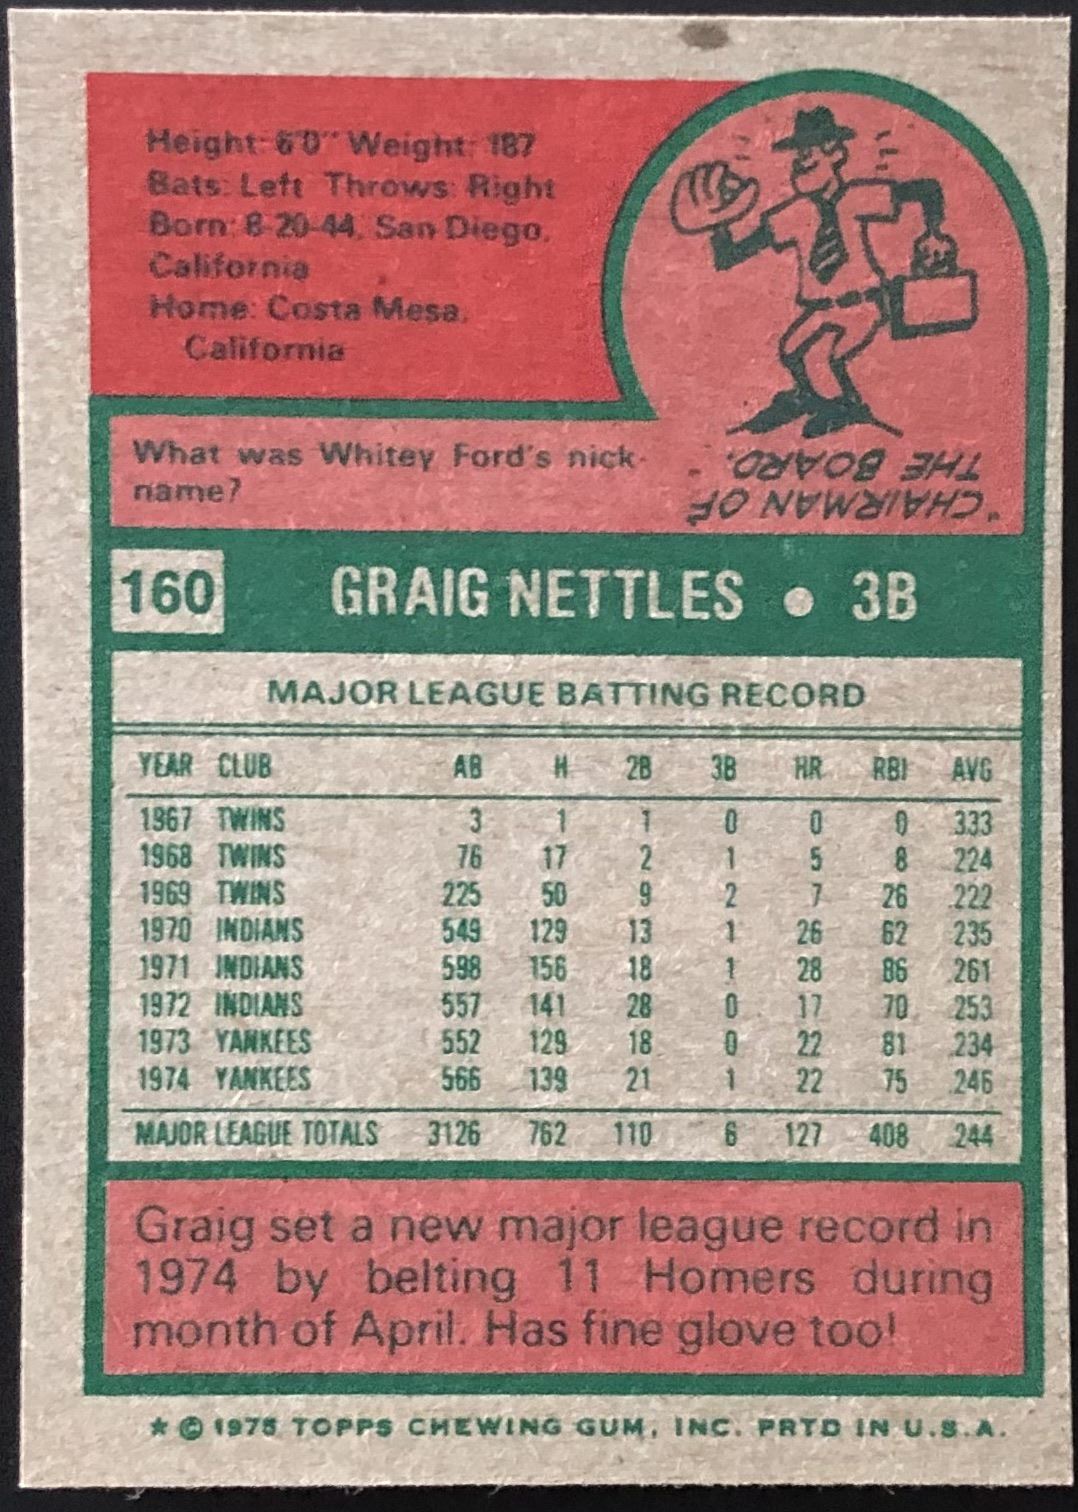 Height: 6'0" Weight: 187
Bats: Left Throws: Right
Born: 8-20-44, San Diego,
California
Home: Costa Mesa,
California
What was Whitey Ford's nick-
name?
"CHAIRMAN OF
THE BOARD."
160 GRAIG NETTLES • 3B
MAJOR LEAGUE BATTING RECORD
YEAR CLUB AB H 2B 3B HR RBI AVG
1967 TWINS 3 1 1 0 0 0 .333
1968 TWINS 76 17 2 1 5 8 .224
1969 TWINS 225 50 9 2 7 26 .222
1970 INDIANS 549 129 13 1 26 62 .235
1971 INDIANS 598 156 18 1 28 86 .261
1972 INDIANS 557 141 28 0 17 70 .253
1973 YANKEES 552 129 18 0 22 81 .234
1974 YANKEES 566 139 21 1 22 75 .246
MAJOR LEAGUE TOTALS 3126 762 110 6 127 408 .244
Graig set a new major league record in
1974 by belting 11 Homers during
month of April. Has fine glove too!
★ © 1975 TOPPS CHEWING GUM, INC. PRTD IN U.S.A.